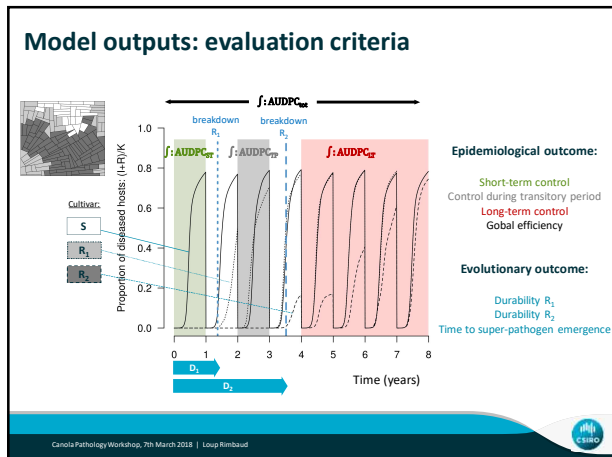 Model outputs: evaluation criteria
∫: AUDPCtot
breakdown R1
breakdown R2
∫: AUDPCST
∫: AUDPCTP
∫: AUDPCLT
Proportion of diseased hosts: (I+R)/K
1.0
0.8
0.6
0.4
0.2
0.0
Cultivar:
S
R1
R2
0 1 2 3 4 5 6 7 8
D1
D2
Time (years)
Epidemiological outcome:
Short-term control
Control during transitory period
Long-term control
Gobal efficiency
Evolutionary outcome:
Durability R1
Durability R2
Time to super-pathogen emergence
Canola Pathology Workshop, 7th March 2018 | Loup Rimbaud
CSIRO